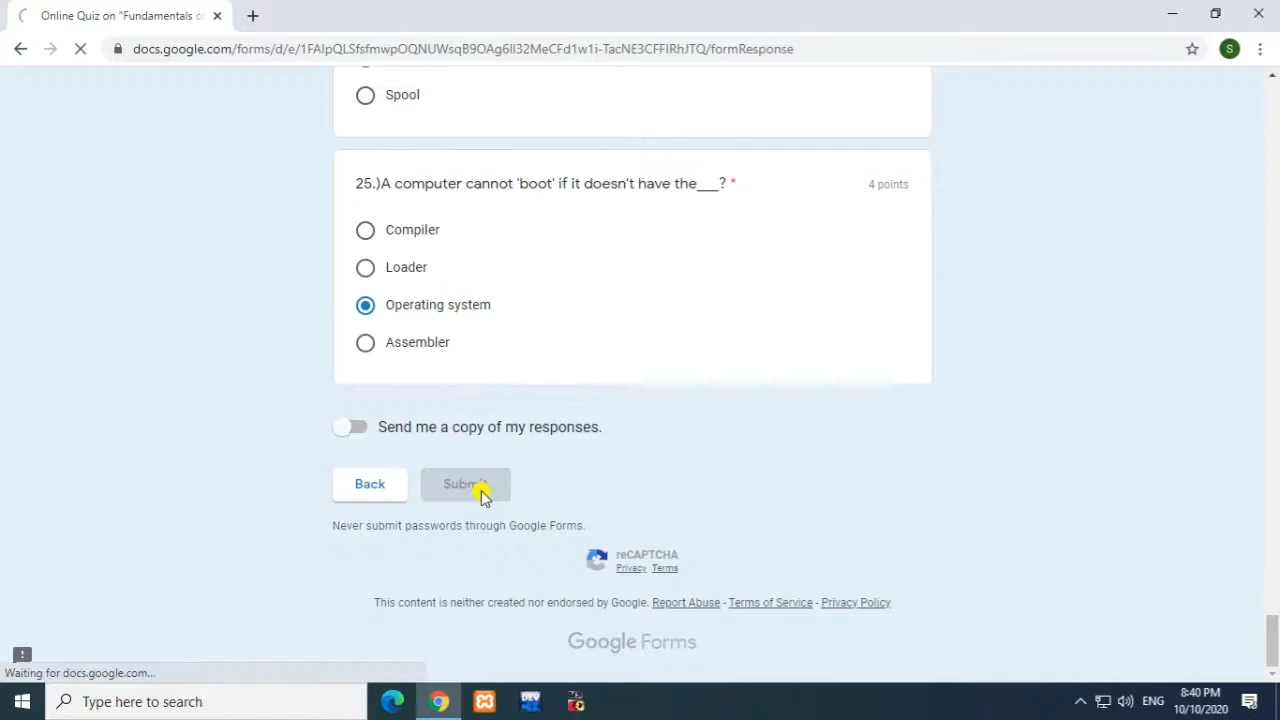 Online Quiz on "Fundamentals of
docs.google.com/forms/d/e/1FAIpQLSfsfmwpOQNUWsqB9OAg6lI32MeCFd1w1i-TacNE3CFFIRhJTQ/formResponse
S
Spool
25.)A computer cannot 'boot' if it doesn't have the___? *
4 points
Compiler
Loader
Operating system
Assembler
Send me a copy of my responses.
Back
Submit
Never submit passwords through Google Forms.
reCAPTCHA
Privacy Terms
This content is neither created nor endorsed by Google. Report Abuse - Terms of Service - Privacy Policy
Google Forms
Waiting for docs.google.com...
Type here to search
DEV
ENG
8:40 PM
10/10/2020